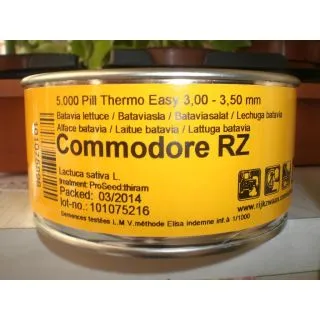 5.000 Pill Thermo Easy 3,00 - 3,50 mm
Batavia lettuce / Bataviasla / Bataviasalat / Lechuga batavia
Alface batavia / Laitue batavia / Lattuga batavia
Commodore RZ
Lactuca sativa L.
treatment: ProSeed:thiram
Packed: 03/2014
lot-no.: 101075216
Semences testées L.M.V.méthode Elisa indemne inf.à 1/1000